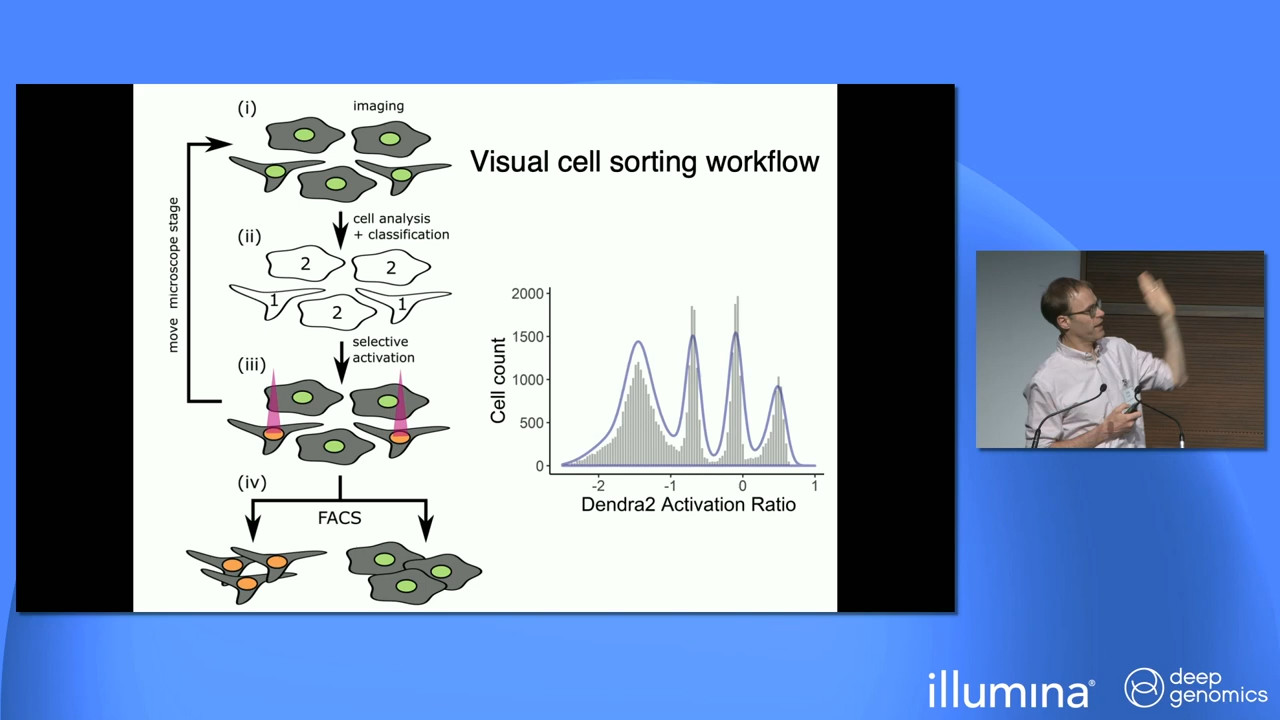 (i)
imaging
Visual cell sorting workflow
move microscope stage
cell analysis
+ classification
(ii)
2
2
1
2
1
selective
activation
(iii)
(iv)
FACS
2000
1500
1000
500
0
Cell count
-2
-1
0
1
Dendra2 Activation Ratio
illumina®
deep
genomics